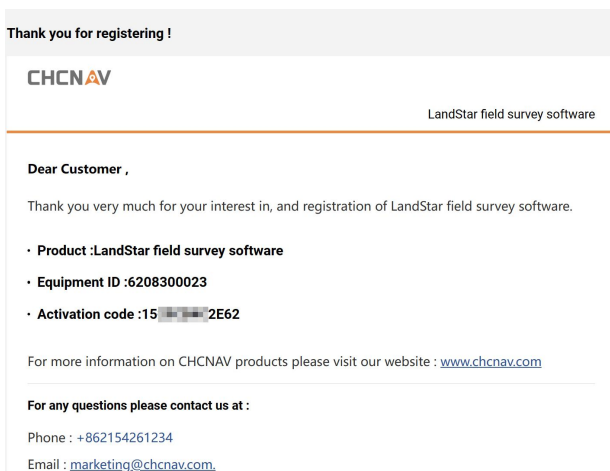 Thank you for registering !
CHCNAV
LandStar field survey software
Dear Customer ,
Thank you very much for your interest in, and registration of LandStar field survey software.
· Product :LandStar field survey software
· Equipment ID :6208300023
· Activation code :15 2E62
For more information on CHCNAV products please visit our website : www.chcnav.com
For any questions please contact us at :
Phone : +862154261234
Email : marketing@chcnav.com.